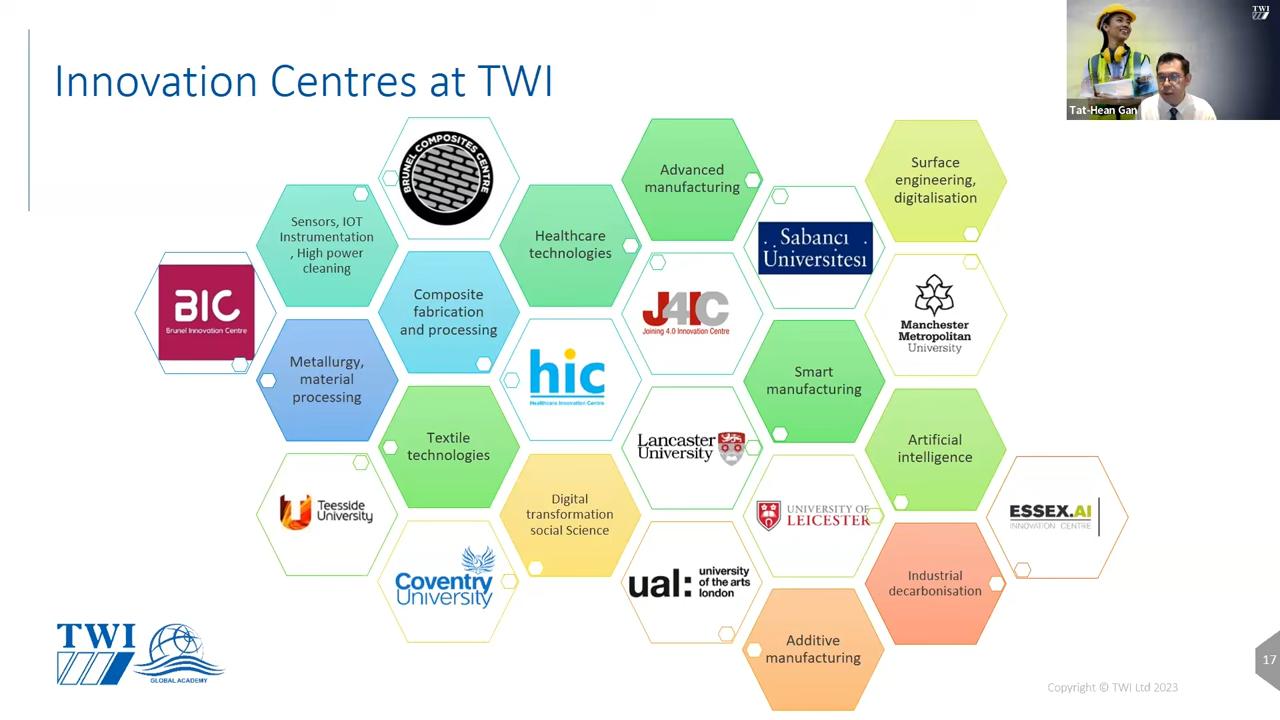 Innovation Centres at TWI
TWI
Tat-Hean Gan
BRUNEL COMPOSITES CENTRE
Advanced
manufacturing
Surface
engineering,
digitalisation
Sensors, IOT
Instrumentation
, High power
cleaning
Healthcare
technologies
Sabancı
Universitesi
BIC
Brunel Innovation Centre
Composite
fabrication
and processing
J4IC
Joining 4.0 Innovation Centre
Manchester
Metropolitan
University
Metallurgy,
material
processing
hic
Healthcare Innovation Centre
Smart
manufacturing
Textile
technologies
Lancaster
University
Artificial
intelligence
Teesside
University
Digital
transformation
social Science
UNIVERSITY OF
LEICESTER
ESSEX.AI
INNOVATION CENTRE
Coventry
University
ual:
university
of the arts
london
Industrial
decarbonisation
Additive
manufacturing
TWI
GLOBAL ACADEMY
17
Copyright © TWI Ltd 2023